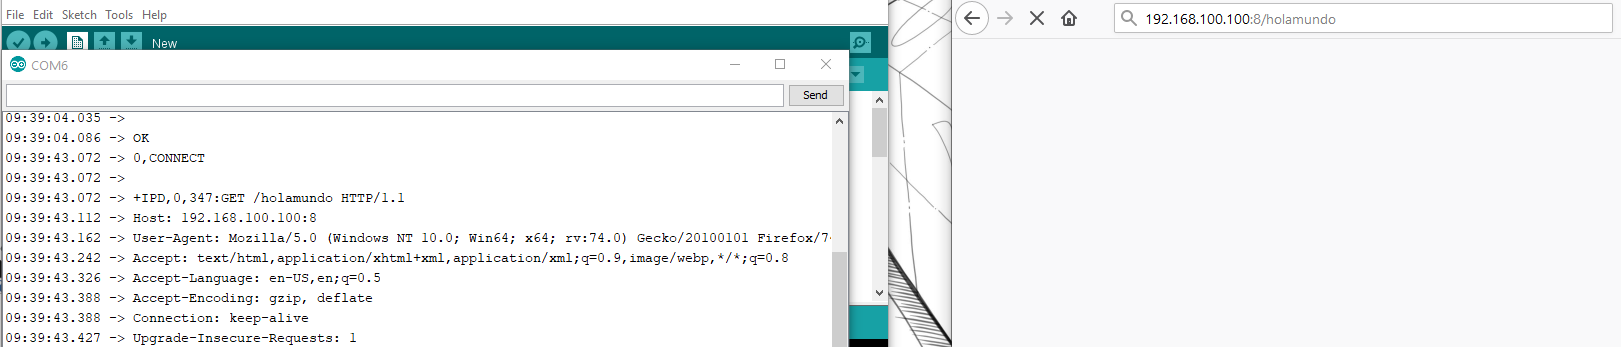 File Edit Sketch Tools Help
New
COM6
Send
09:39:04.035 ->
09:39:04.086 -> OK
09:39:43.072 -> 0,CONNECT
09:39:43.072 ->
09:39:43.072 -> +IPD,0,347:GET /holamundo HTTP/1.1
09:39:43.112 -> Host: 192.168.100.100:8
09:39:43.162 -> User-Agent: Mozilla/5.0 (Windows NT 10.0; Win64; x64; rv:74.0) Gecko/20100101 Firefox/7
09:39:43.242 -> Accept: text/html,application/xhtml+xml,application/xml;q=0.9,image/webp,*/*;q=0.8
09:39:43.326 -> Accept-Language: en-US,en;q=0.5
09:39:43.388 -> Accept-Encoding: gzip, deflate
09:39:43.388 -> Connection: keep-alive
09:39:43.427 -> Upgrade-Insecure-Requests: 1
192.168.100.100:8/holamundo